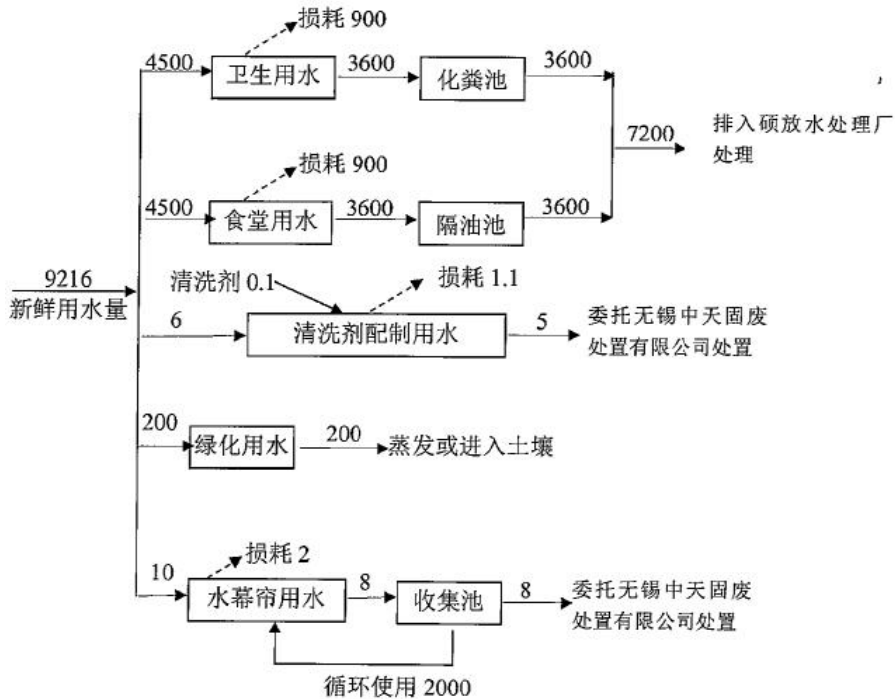 损耗 900
4500
卫生用水
3600
化粪池
3600
7200
排入硕放水处理厂
处理
损耗 900
4500
食堂用水
3600
隔油池
3600
9216
新鲜用水量
清洗剂 0.1
损耗 1.1
6
清洗剂配制用水
5
委托无锡中天固废
处置有限公司处置
200
绿化用水
200
蒸发或进入土壤
损耗 2
10
水幕帘用水
8
收集池
8
委托无锡中天固废
处置有限公司处置
循环使用 2000